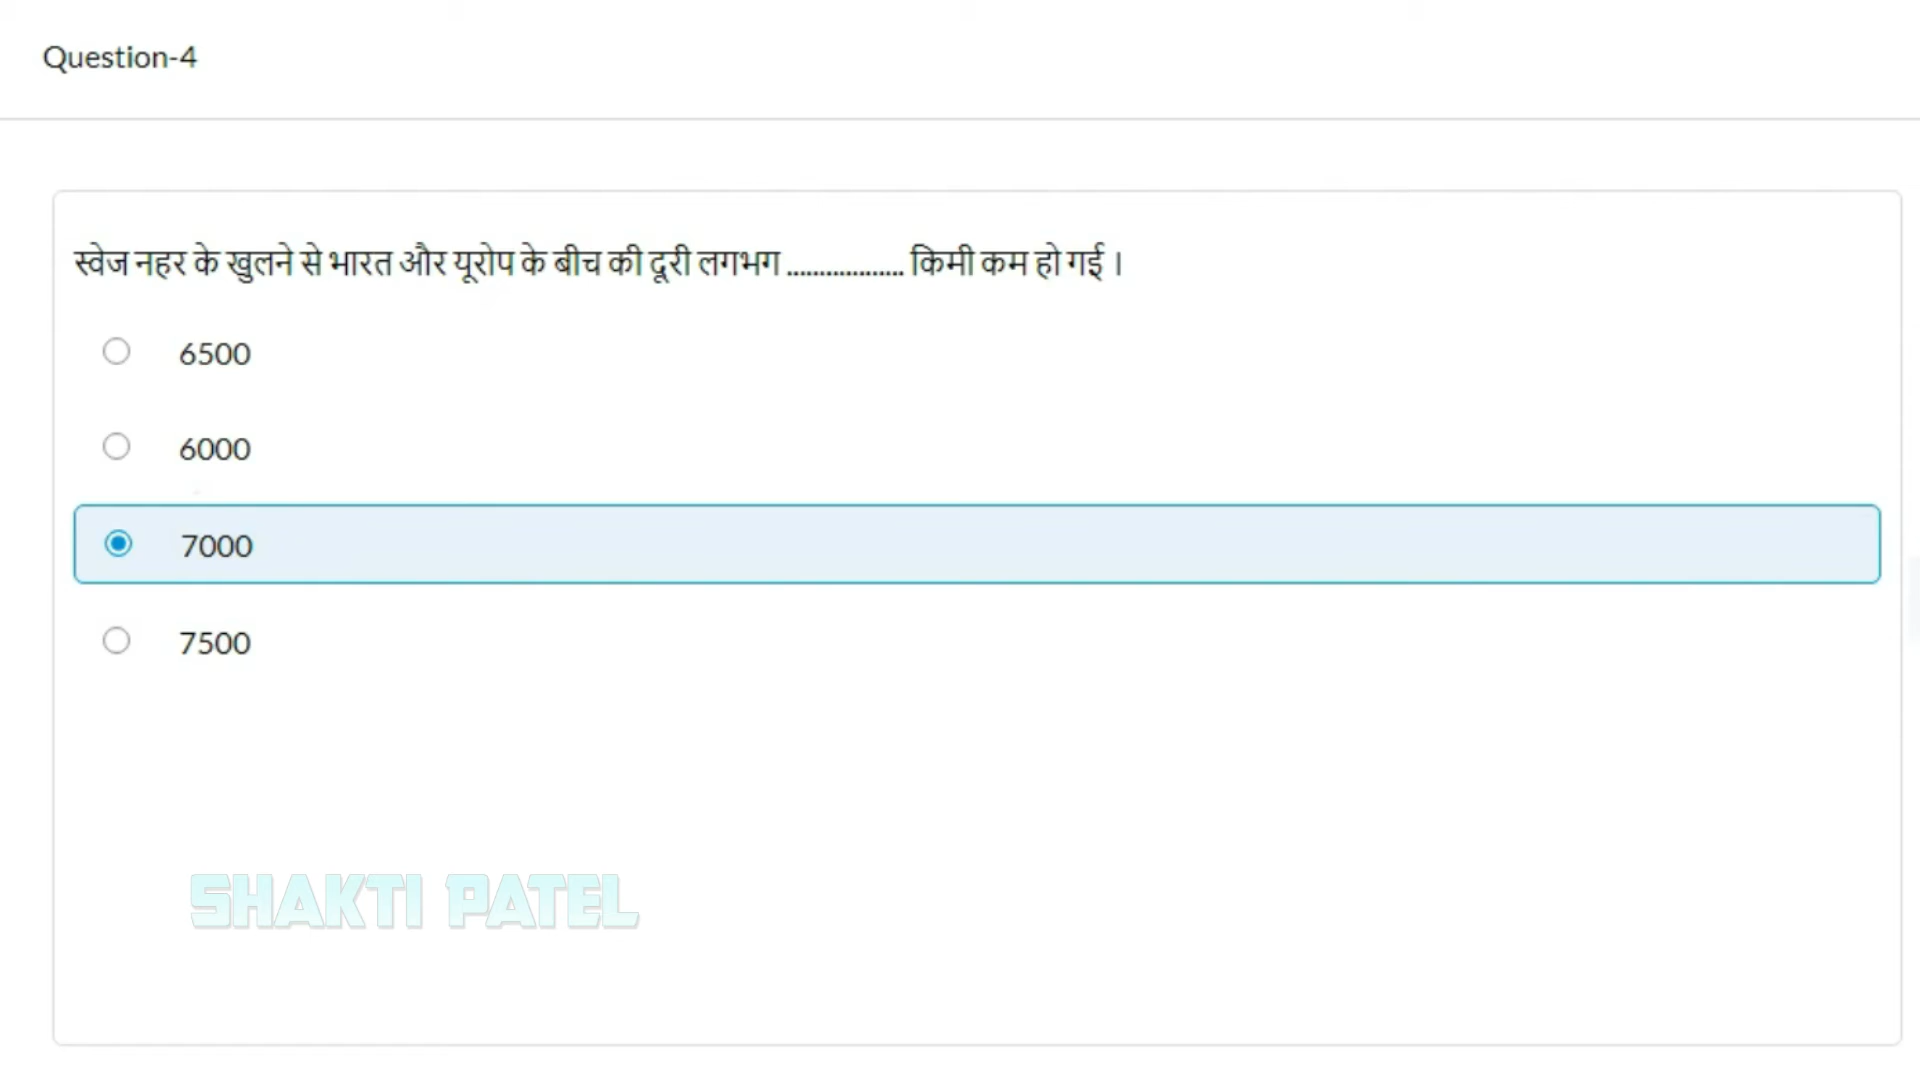 Question-4
स्वेज नहर के खुलने से भारत और यूरोप के बीच की दूरी लगभग .................. किमी कम हो गई ।
6500
6000
7000
7500
SHAKTI PATEL